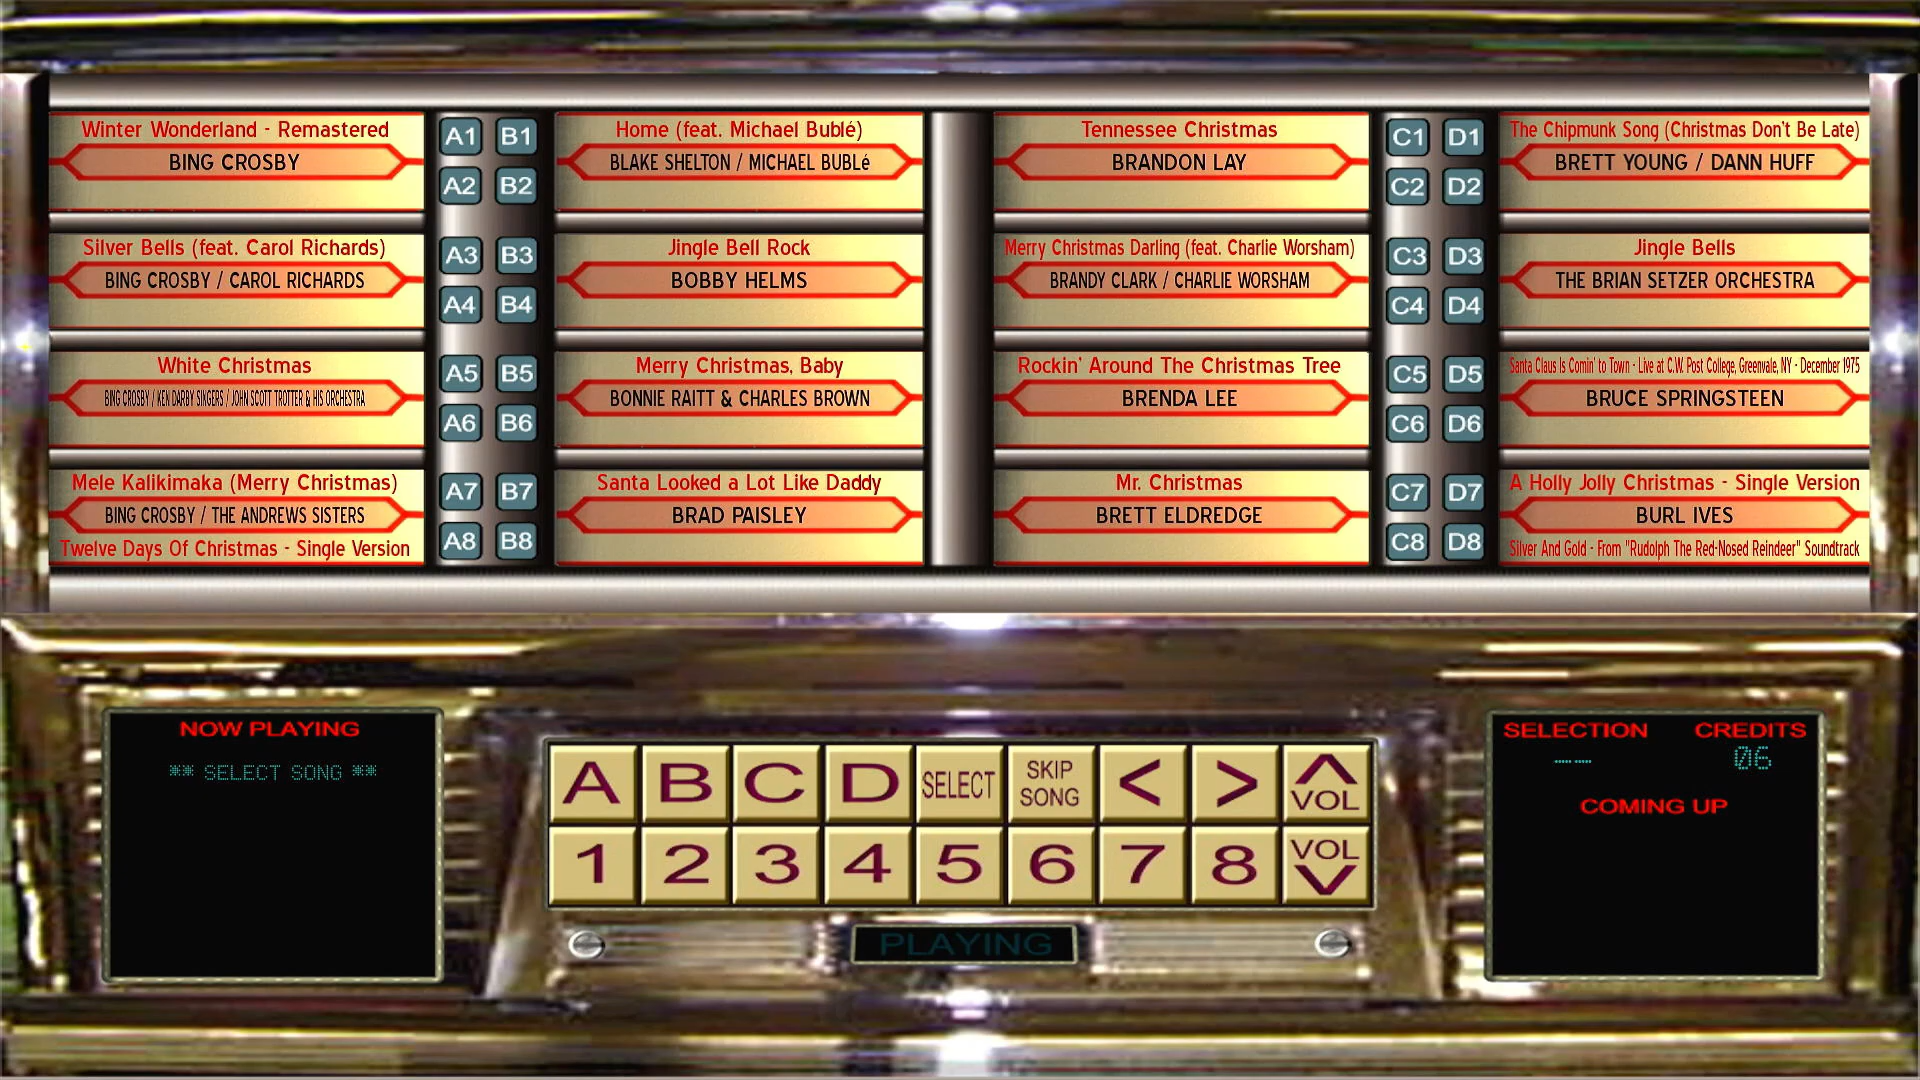 Winter Wonderland - Remastered
BING CROSBY
A1 B1
A2 B2
Home (feat. Michael Bublé)
BLAKE SHELTON / MICHAEL BUBLé
Tennessee Christmas
BRANDON LAY
C1 D1
C2 D2
The Chipmunk Song (Christmas Don't Be Late)
BRETT YOUNG / DANN HUFF
Silver Bells (feat. Carol Richards)
BING CROSBY / CAROL RICHARDS
A3 B3
A4 B4
Jingle Bell Rock
BOBBY HELMS
Merry Christmas Darling (feat. Charlie Worsham)
BRANDY CLARK / CHARLIE WORSHAM
C3 D3
C4 D4
Jingle Bells
THE BRIAN SETZER ORCHESTRA
White Christmas
BING CROSBY / KEN DARBY SINGERS / JOHN SCOTT TROTTER & HIS ORCHESTRA
A5 B5
A6 B6
Merry Christmas, Baby
BONNIE RAITT & CHARLES BROWN
Rockin' Around The Christmas Tree
BRENDA LEE
C5 D5
C6 D6
Santa Claus Is Comin' to Town - Live at C.W. Post College, Greenvale, NY - December 1975
BRUCE SPRINGSTEEN
Mele Kalikimaka (Merry Christmas)
BING CROSBY / THE ANDREWS SISTERS
Twelve Days Of Christmas - Single Version
A7 B7
A8 B8
Santa Looked a Lot Like Daddy
BRAD PAISLEY
Mr. Christmas
BRETT ELDREDGE
C7 D7
C8 D8
A Holly Jolly Christmas - Single Version
BURL IVES
Silver And Gold - From "Rudolph The Red-Nosed Reindeer" Soundtrack
NOW PLAYING
** SELECT SONG **
A B C D SELECT SKIP SONG < > VOL
1 2 3 4 5 6 7 8 VOL
PLAYING
SELECTION CREDITS
-- 06
COMING UP